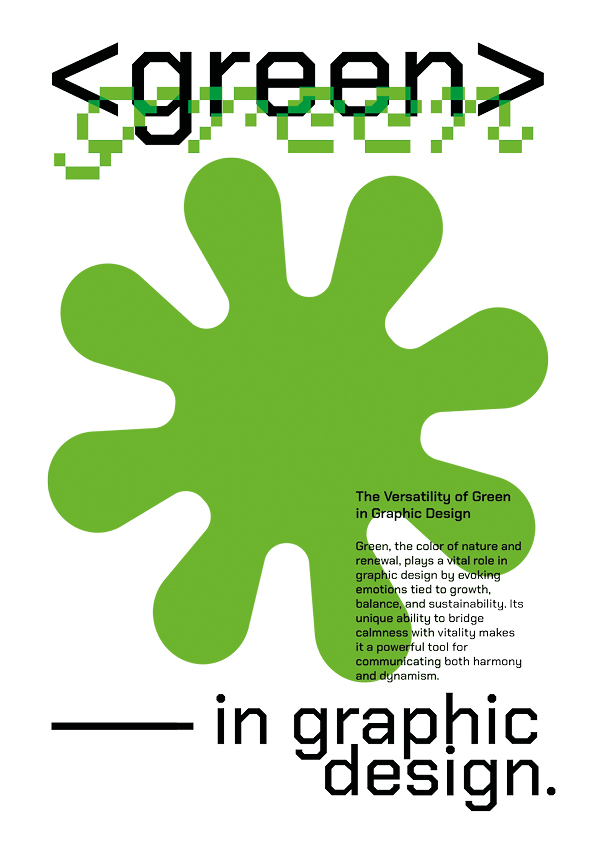 <green>
green
The Versatility of Green
in Graphic Design
Green, the color of nature and
renewal, plays a vital role in
graphic design by evoking
emotions tied to growth,
balance, and sustainability. Its
unique ability to bridge
calmness with vitality makes
it a powerful tool for
communicating both harmony
and dynamism.
in graphic
design.